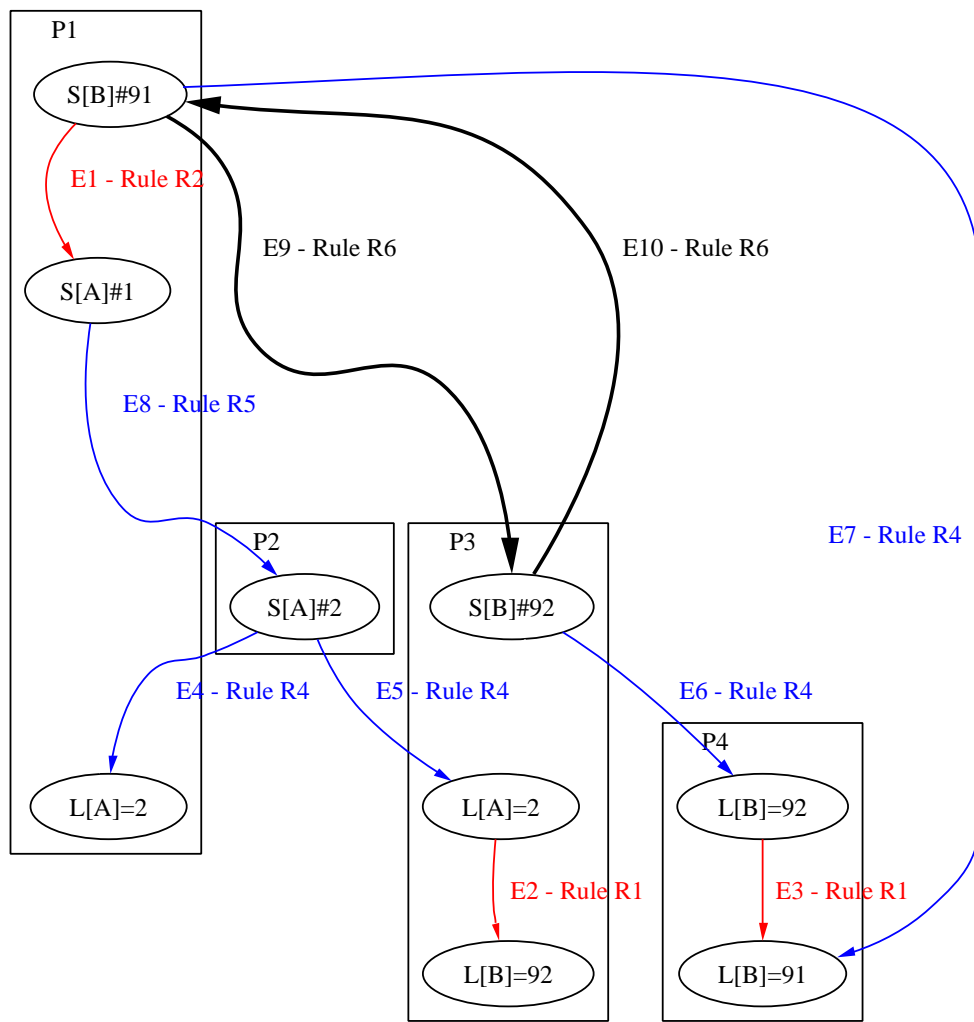 P1
S[B]#91
E1 - Rule R2
E9 - Rule R6
E10 - Rule R6
S[A]#1
E8 - Rule R5
E7 - Rule R4
P2
P3
S[A]#2
S[B]#92
E4 - Rule R4
E5 - Rule R4
E6 - Rule R4
P4
L[A]=2
L[A]=2
L[B]=92
E2 - Rule R1
E3 - Rule R1
L[B]=92
L[B]=91